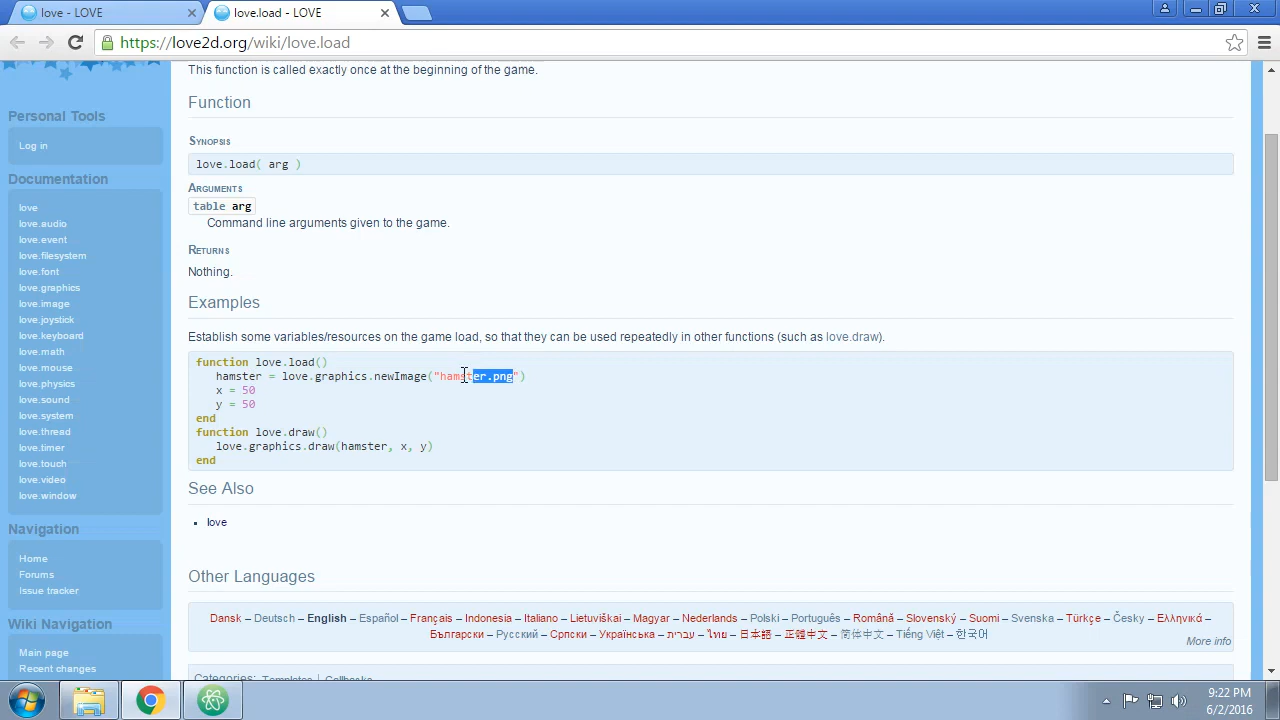 love - LOVE
love.load - LOVE
https://love2d.org/wiki/love.load
This function is called exactly once at the beginning of the game.
Personal Tools
Log in
Documentation
love
love.audio
love.event
love.filesystem
love.font
love.graphics
love.image
love.joystick
love.keyboard
love.math
love.mouse
love.physics
love.sound
love.system
love.thread
love.timer
love.touch
love.video
love.window
Navigation
Home
Forums
Issue tracker
Wiki Navigation
Main page
Recent changes
Function
Synopsis
love.load( arg )
Arguments
table arg
Command line arguments given to the game.
Returns
Nothing.
Examples
Establish some variables/resources on the game load, so that they can be used repeatedly in other functions (such as love.draw).
function love.load()
hamster = love.graphics.newImage("hamster.png")
x = 50
y = 50
end
function love.draw()
love.graphics.draw(hamster, x, y)
end
See Also
love
Other Languages
Dansk – Deutsch – English – Español – Français – Indonesia – Italiano – Lietuviškai – Magyar – Nederlands – Polski – Português – Română – Slovenský – Suomi – Svenska – Türkçe – Česky – Ελληνικά –
Български – Русский – Српски – Українська – עברית – ไทย – 日本語 – 正體中文 – 简体中文 – Tiếng Việt – 한국어
More info
Categories: Templates | Callbacks
9:22 PM
6/2/2016